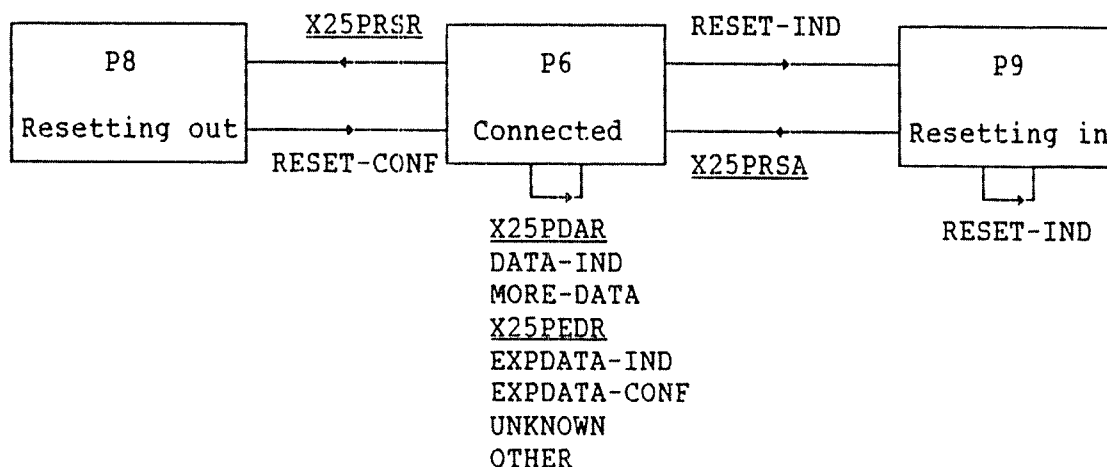 X25PRSR
RESET-IND
P8
P6
P9
Resetting out
Connected
Resetting in
RESET-CONF
X25PRSA
X25PDAR
DATA-IND
MORE-DATA
X25PEDR
EXPDATA-IND
EXPDATA-CONF
UNKNOWN
OTHER
RESET-IND